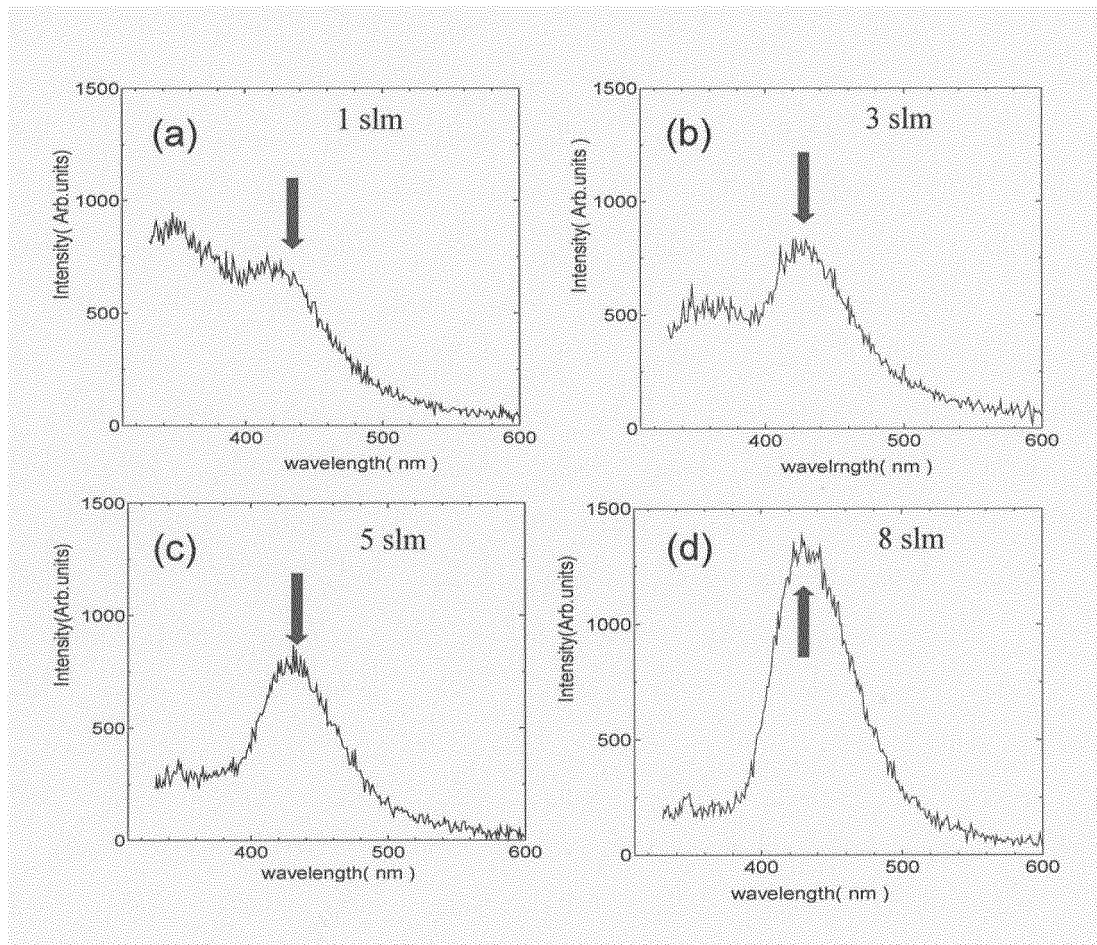 1500
(a)
1 slm
1000
500
0
400
500
600
Intensity( Arb.units)
wavelength( nm )
1500
(b)
3 slm
1000
500
0
400
500
600
Intensity( Arb.units )
wavelrngth( nm )
1500
(c)
5 slm
1000
500
0
400
500
600
Intensity(Arb.units)
wavelength( nm )
1500
(d)
8 slm
1000
500
0
400
500
600
Intensity(Arb.units)
wavelength( nm )